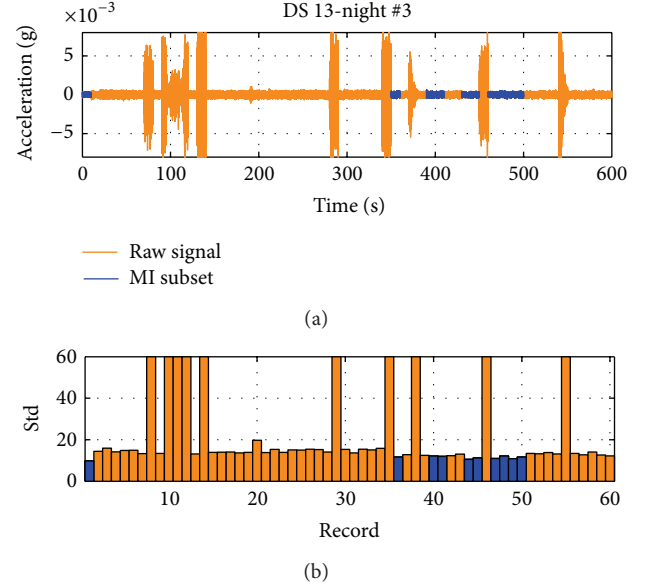 DS 13-night #3
×10⁻³
Acceleration (g)
5
0
−5
0 100 200 300 400 500 600
Time (s)
Raw signal
MI subset
(a)
60
40
20
0
Std
10 20 30 40 50 60
Record
(b)